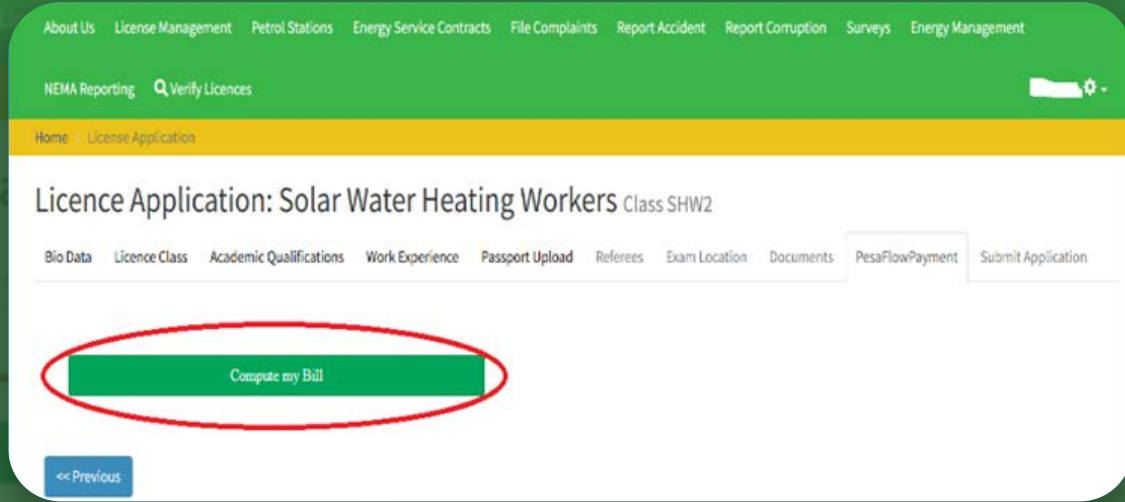 About Us License Management Petrol Stations Energy Service Contracts File Complaints Report Accident Report Corruption Surveys Energy Management
NEMA Reporting Verify Licences
Home / License Application
Licence Application: Solar Water Heating Workers Class SHW2
Bio Data Licence Class Academic Qualifications Work Experience Passport Upload Referees Exam Location Documents PesaFlowPayment Submit Application
Compute my Bill
<< Previous